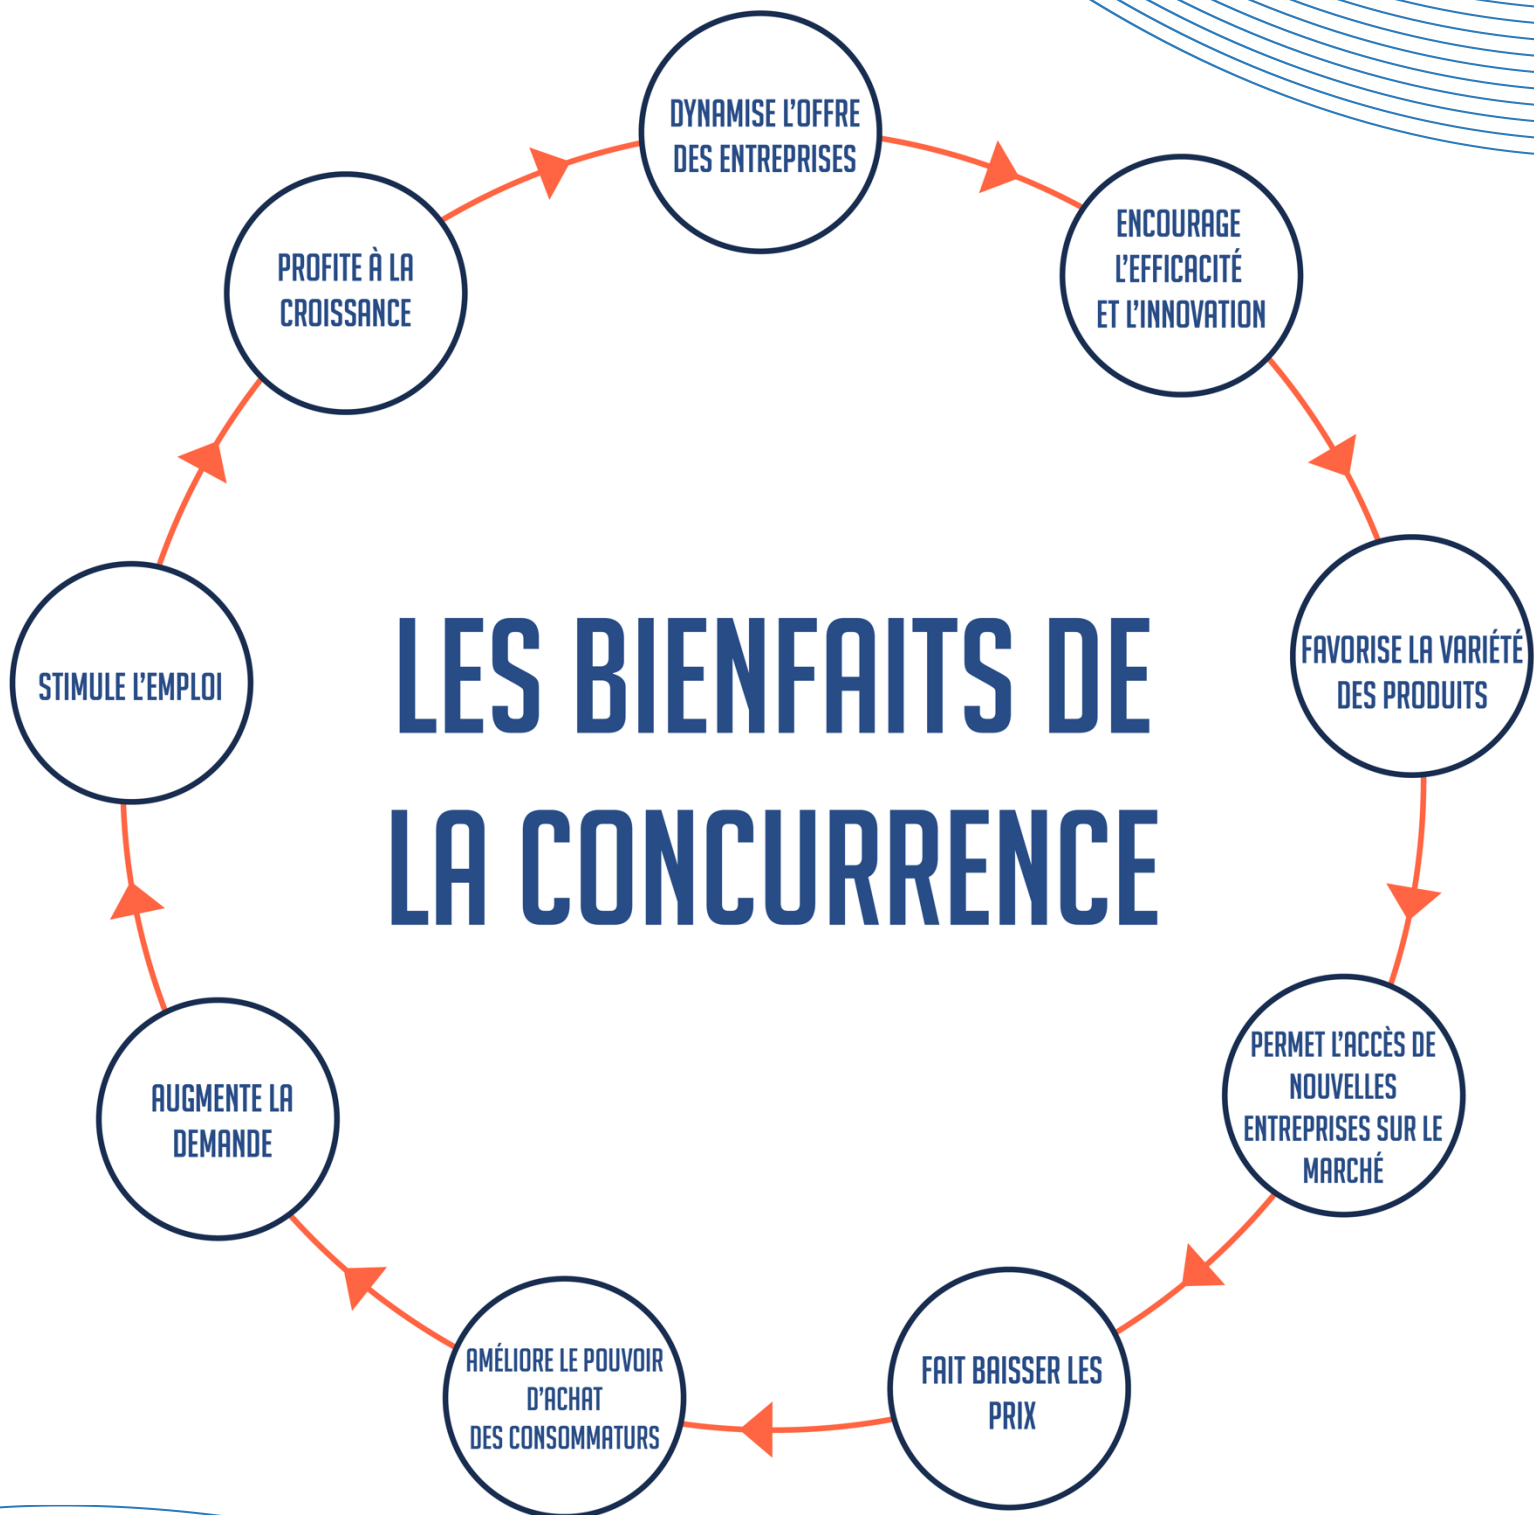 DYNAMISE L'OFFRE
DES ENTREPRISES
ENCOURAGE
L'EFFICACITÉ
ET L'INNOVATION
FAVORISE LA VARIÉTÉ
DES PRODUITS
PERMET L'ACCÈS DE
NOUVELLES
ENTREPRISES SUR LE
MARCHÉ
FAIT BAISSER LES
PRIX
AMÉLIORE LE POUVOIR
D'ACHAT
DES CONSOMMATURS
AUGMENTE LA
DEMANDE
STIMULE L'EMPLOI
PROFITE À LA
CROISSANCE
LES BIENFAITS DE
LA CONCURRENCE